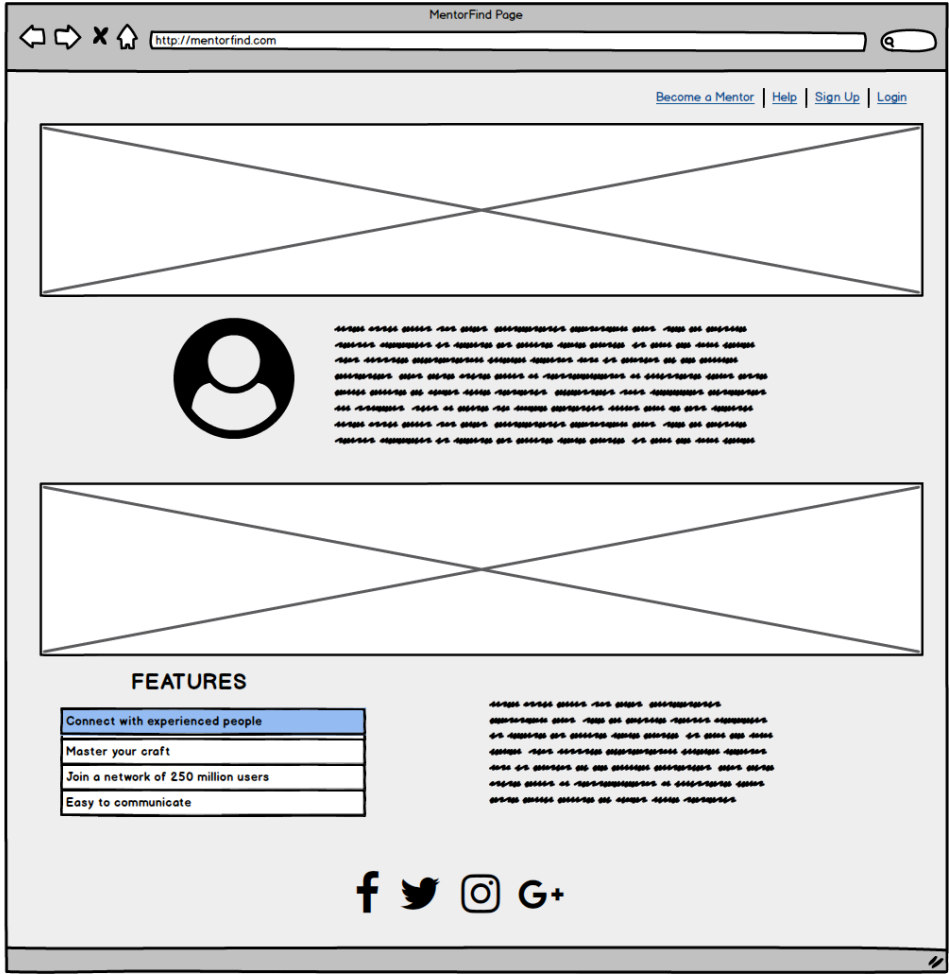 MentorFind Page
http://mentorfind.com
Become a Mentor | Help | Sign Up | Login
FEATURES
Connect with experienced people
Master your craft
Join a network of 250 million users
Easy to communicate
G+